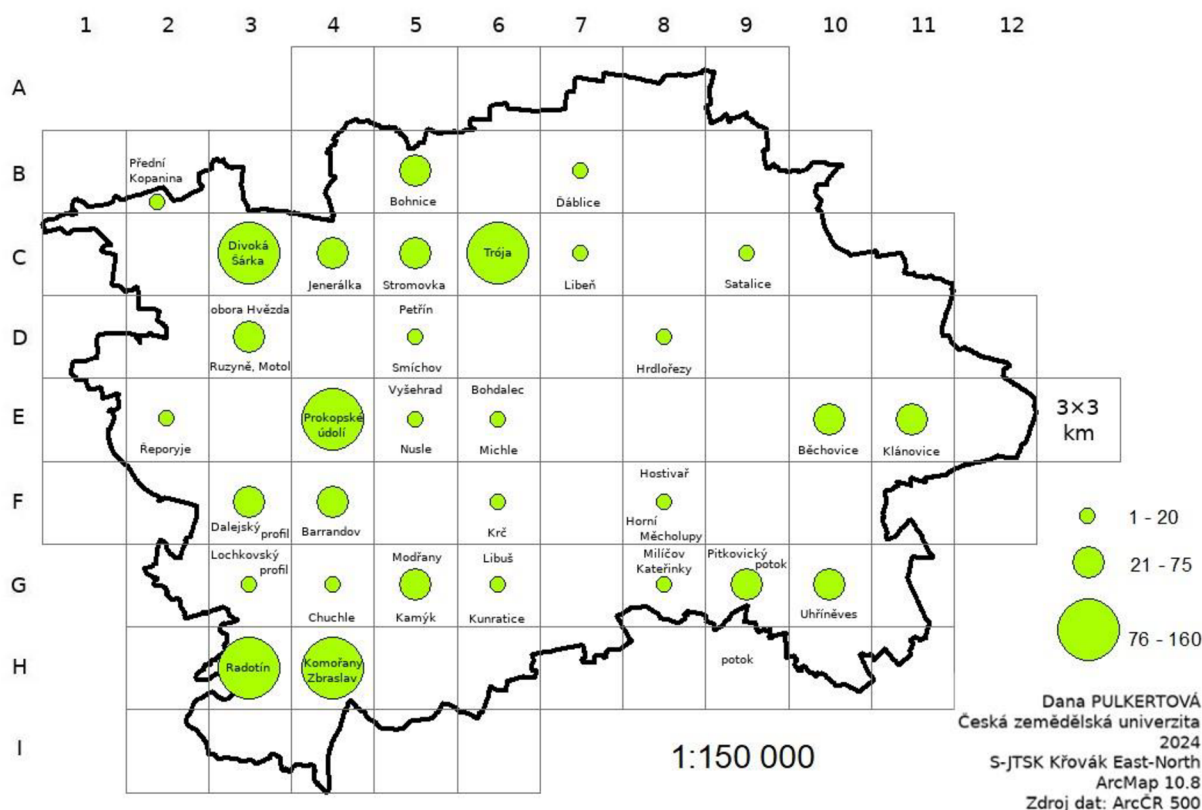 1 2 3 4 5 6 7 8 9 10 11 12
A
B
Přední
Kopanina
Bohnice
Ďáblice
C
Divoká
Šárka
Jenerálka
Stromovka
Trója
Libeň
Satalice
D
obora Hvězda
Ruzyně, Motol
Petřín
Smíchov
Hrdlořezy
E
Řeporyje
Prokopské
údolí
Vyšehrad
Nusle
Bohdalec
Michle
Běchovice
Klánovice
3×3
km
F
Dalejský
profil
Barrandov
Krč
Hostivař
Horní
Měcholupy
G
Lochkovský
profil
Chuchle
Modřany
Kamýk
Libuš
Kunratice
Milíčov
Kateřinky
Pitkovický
potok
Uhříněves
H
Radotín
Komořany
Zbraslav
potok
I
1 - 20
21 - 75
76 - 160
1:150 000
Dana PULKERTOVÁ
Česká zemědělská univerzita
2024
S-JTSK Křovák East-North
ArcMap 10.8
Zdroj dat: ArcČR 500